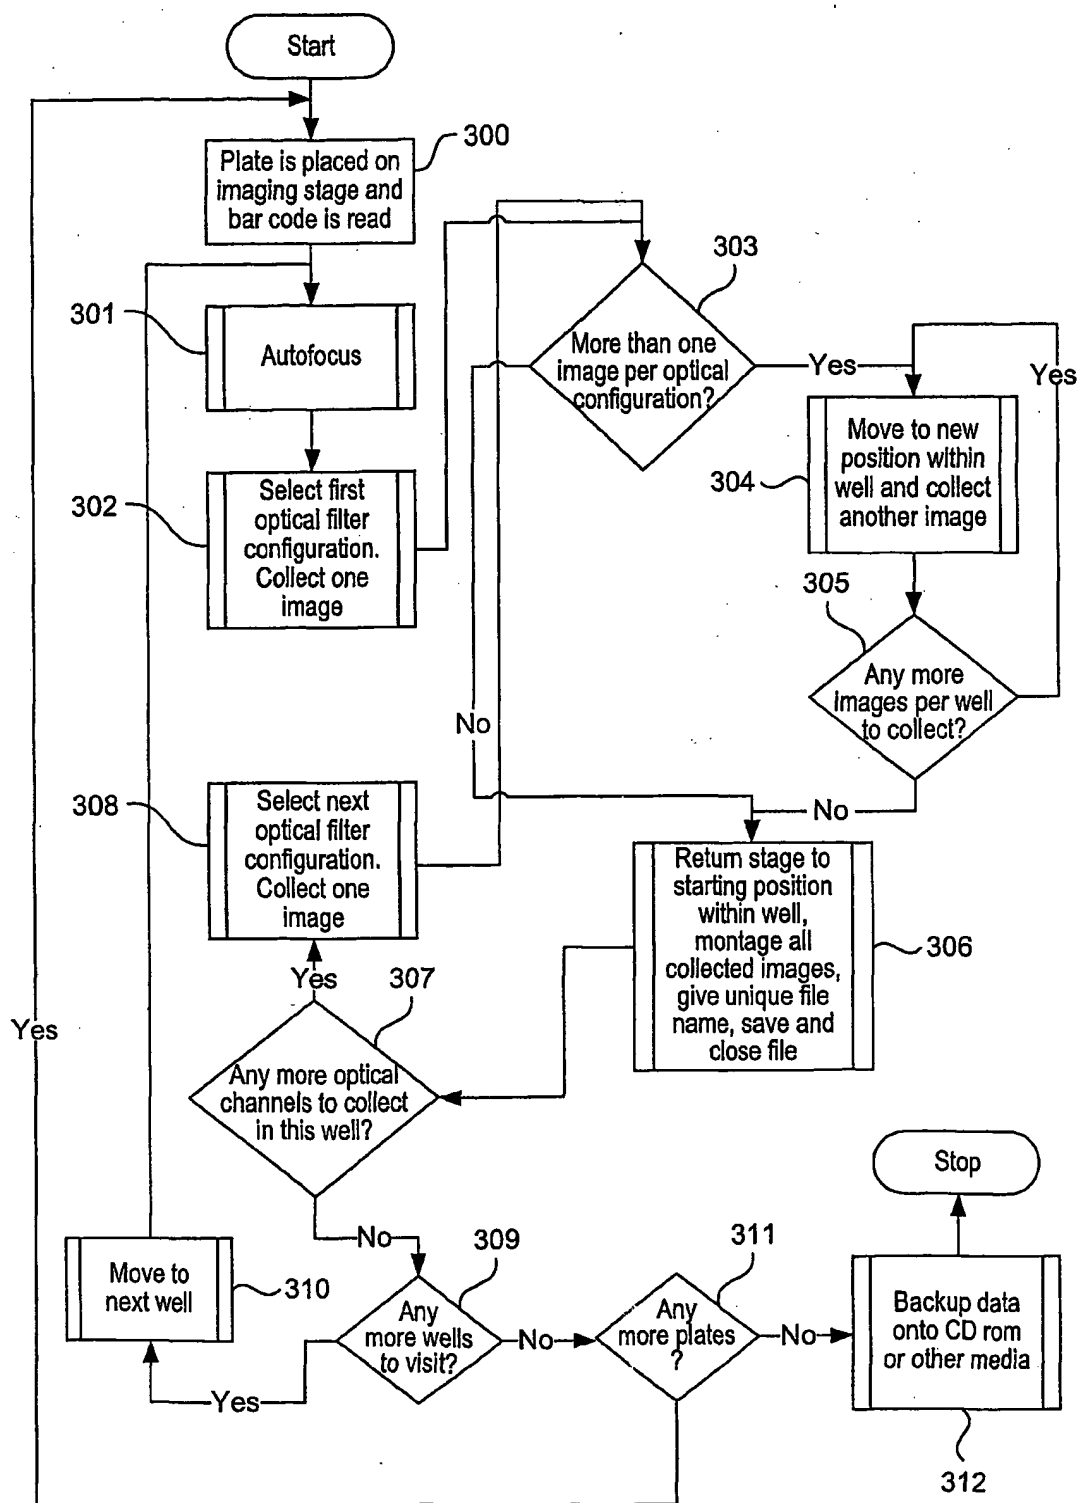 Start
300
Plate is placed on
imaging stage and
bar code is read
301
Autofocus
302
Select first
optical filter
configuration.
Collect one
image
303
More than one
image per optical
configuration?
Yes
Yes
304
Move to new
position within
well and collect
another image
305
Any more
images per well
to collect?
No
No
308
Select next
optical filter
configuration.
Collect one
image
306
Return stage to
starting position
within well,
montage all
collected images,
give unique file
name, save and
close file
Yes
307
Any more optical
channels to collect
in this well?
Yes
No
310
Move to
next well
309
Any
more wells
to visit?
Yes
No
311
Any
more plates
?
No
Stop
Backup data
onto CD rom
or other media
312